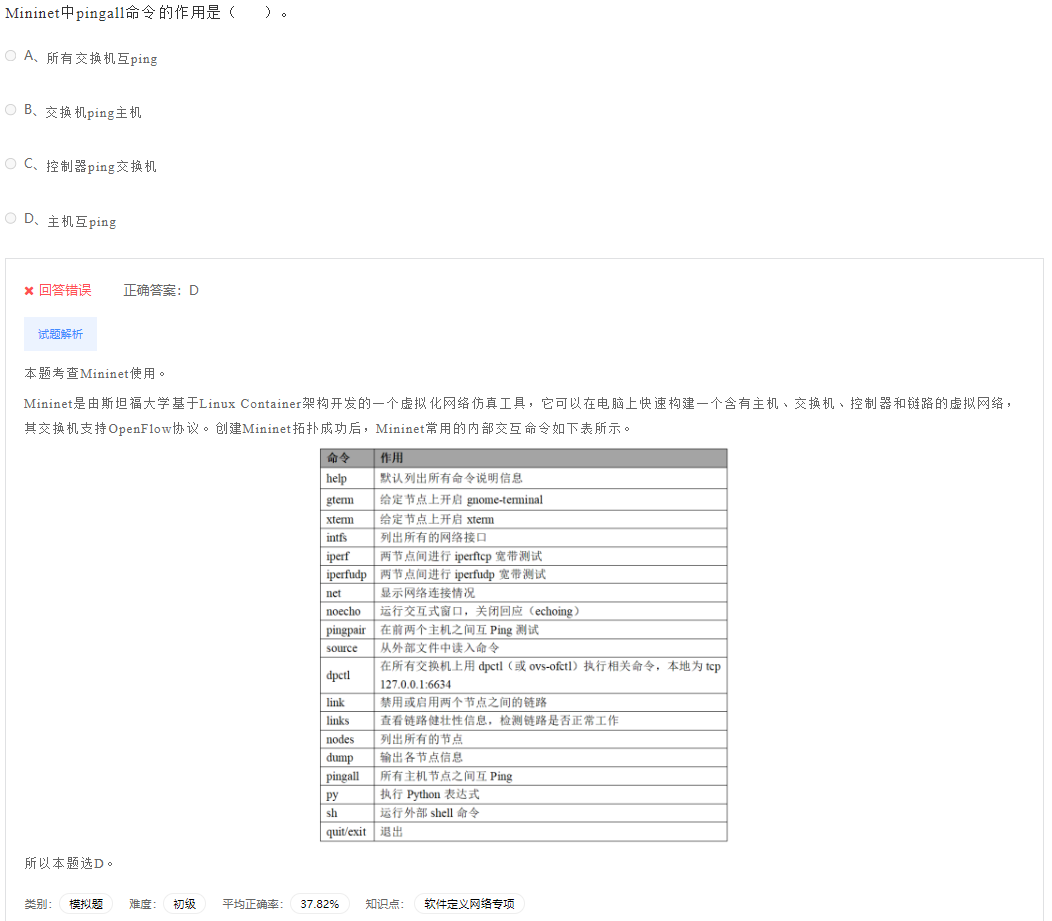 Mininet中pingall命令的作用是（　　）。
A、所有交换机互ping
B、交换机ping主机
C、控制器ping交换机
D、主机互ping
✖ 回答错误 正确答案：D
试题解析
本题考查Mininet使用。
Mininet是由斯坦福大学基于Linux Container架构开发的一个虚拟化网络仿真工具，它可以在电脑上快速构建一个含有主机、交换机、控制器和链路的虚拟网络，
其交换机支持OpenFlow协议。创建Mininet拓扑成功后，Mininet常用的内部交互命令如下表所示。
命令 作用
help 默认列出所有命令说明信息
gterm 给定节点上开启 gnome-terminal
xterm 给定节点上开启 xterm
intfs 列出所有的网络接口
iperf 两节点间进行 iperftcp 宽带测试
iperfudp 两节点间进行 iperfudp 宽带测试
net 显示网络连接情况
noecho 运行交互式窗口，关闭回应（echoing）
pingpair 在前两个主机之间互 Ping 测试
source 从外部文件中读入命令
dpctl 在所有交换机上用 dpctl（或 ovs-ofctl）执行相关命令，本地为 tcp
127.0.0.1:6634
link 禁用或启用两个节点之间的链路
links 查看链路健壮性信息，检测链路是否正常工作
nodes 列出所有的节点
dump 输出各节点信息
pingall 所有主机节点之间互 Ping
py 执行 Python 表达式
sh 运行外部 shell 命令
quit/exit 退出
所以本题选D。
类别： 模拟题 难度： 初级 平均正确率： 37.82% 知识点： 软件定义网络专项